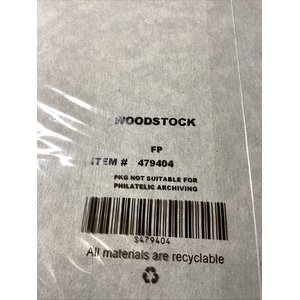 WOODSTOCK
FP
ITEM # 479404
PKG NOT SUITABLE FOR
PHILATELIC ARCHIVING
S479404
All materials are recyclable